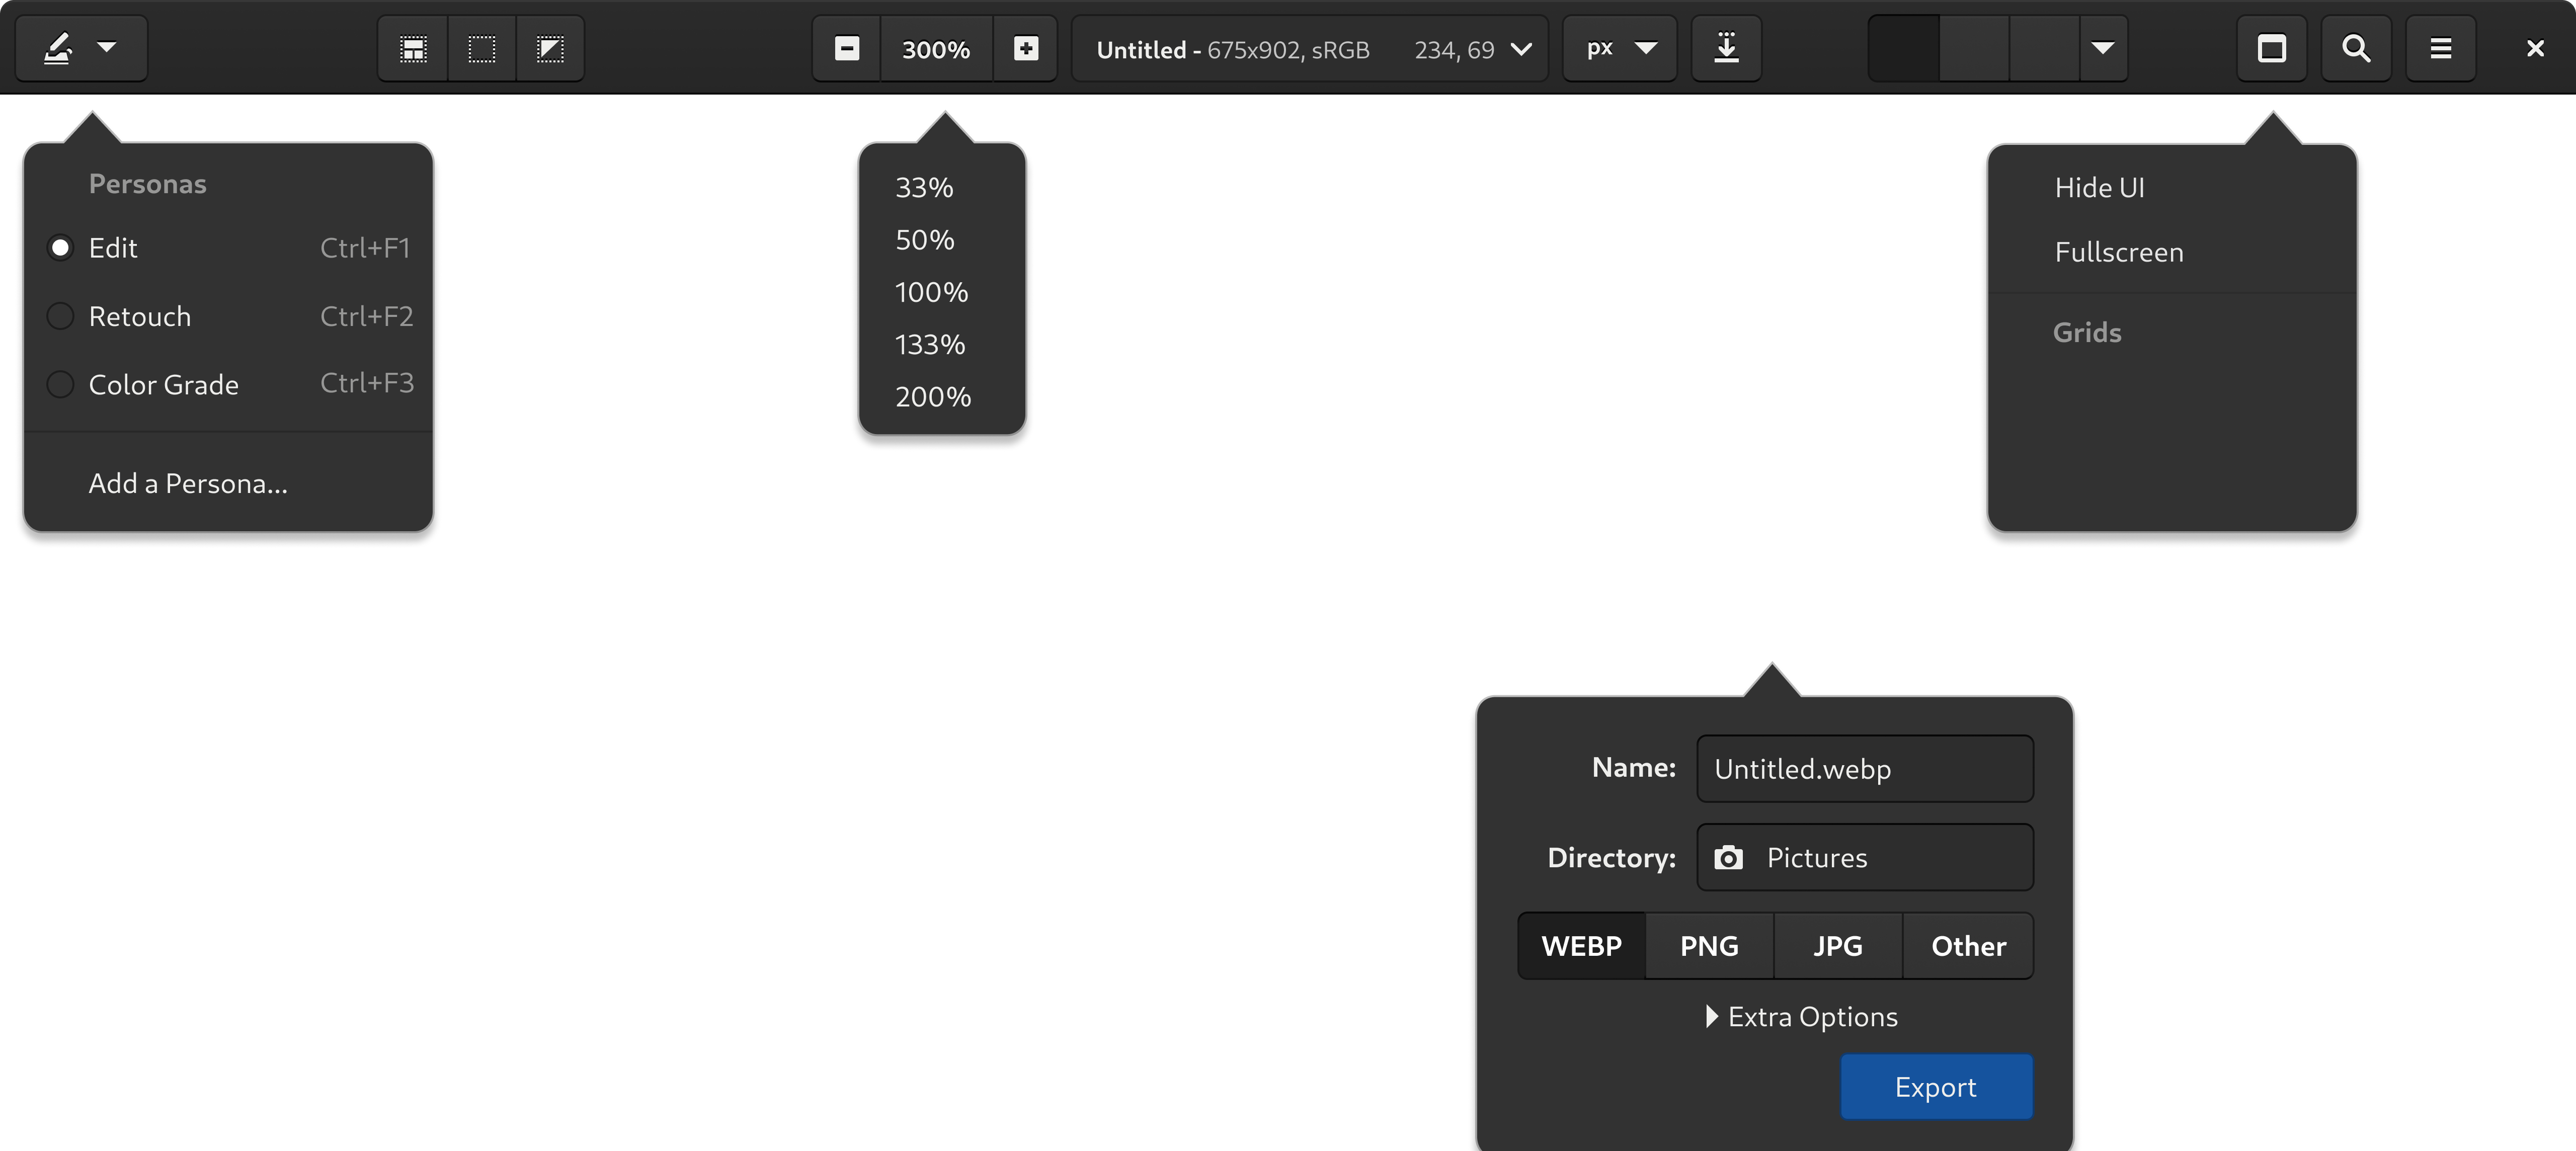 300%
Untitled - 675x902, sRGB 234, 69
px
Personas
Edit Ctrl+F1
Retouch Ctrl+F2
Color Grade Ctrl+F3
Add a Persona...
33%
50%
100%
133%
200%
Hide UI
Fullscreen
Grids
Name: Untitled.webp
Directory: Pictures
WEBP PNG JPG Other
Extra Options
Export